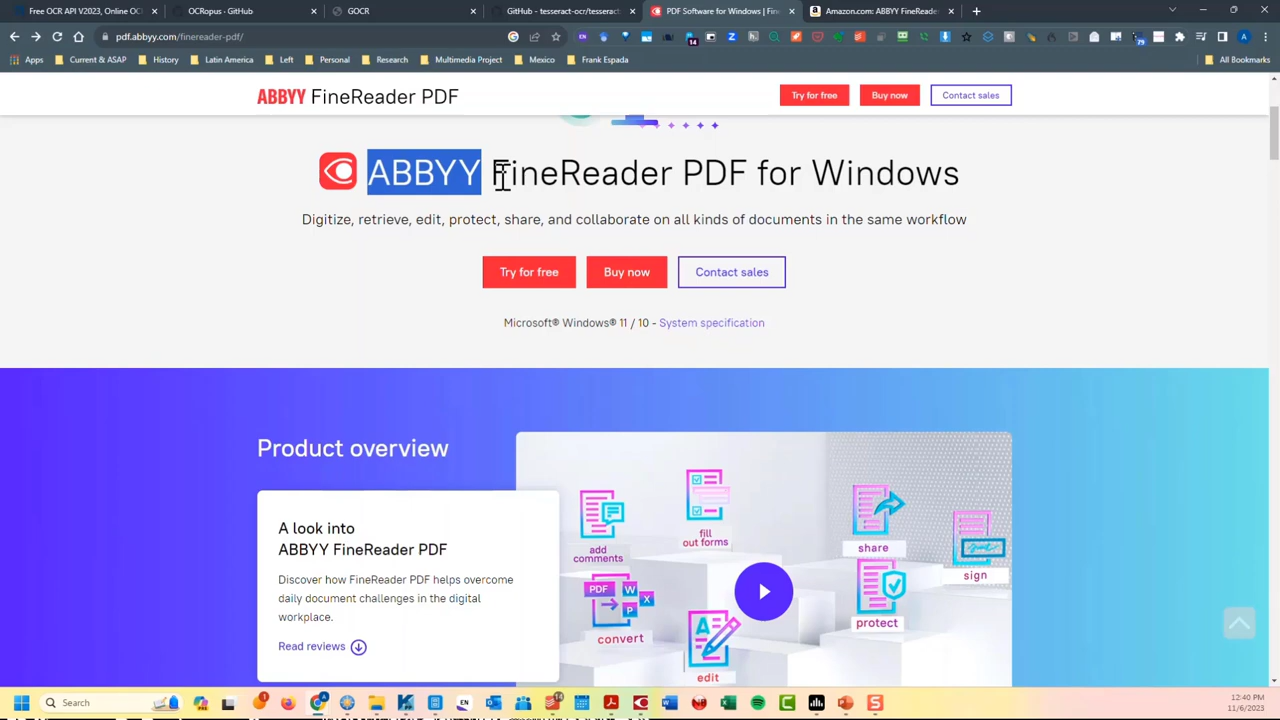 Free OCR API V2023, Online OC
OCRopus · GitHub
GOCR
GitHub - tesseract-ocr/tesseract
PDF Software for Windows | Fine
Amazon.com: ABBYY FineReader
pdf.abbyy.com/finereader-pdf/
Apps
Current & ASAP
History
Latin America
Left
Personal
Research
Multimedia Project
Mexico
Frank Espada
All Bookmarks
ABBYY FineReader PDF
Try for free
Buy now
Contact sales
ABBYY FineReader PDF for Windows
Digitize, retrieve, edit, protect, share, and collaborate on all kinds of documents in the same workflow
Try for free
Buy now
Contact sales
Microsoft® Windows® 11 / 10 - System specification
Product overview
A look into
ABBYY FineReader PDF
Discover how FineReader PDF helps overcome
daily document challenges in the digital
workplace.
Read reviews
add
comments
fill
out forms
share
sign
PDF W X P
convert
edit
protect
Search
12:40 PM
11/6/2023